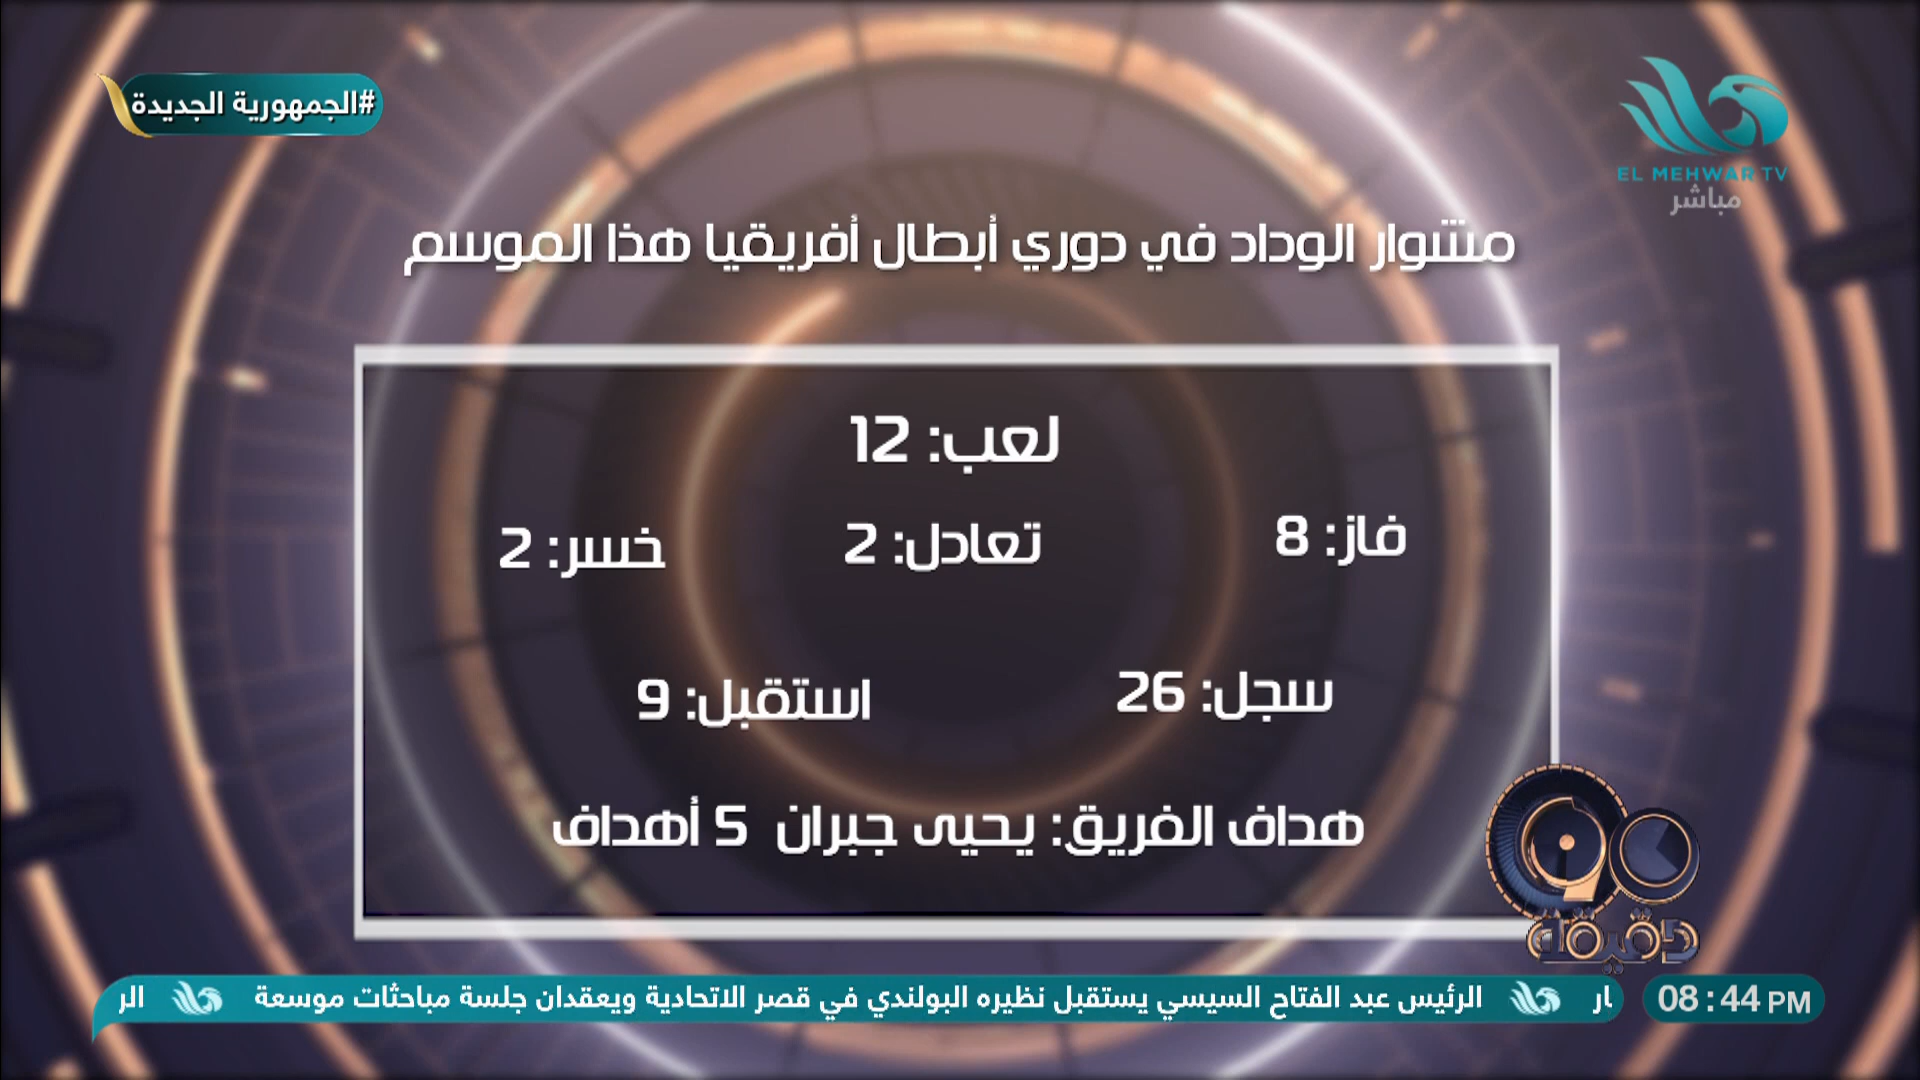 #الجمهورية الجديدة
EL MEHWAR TV
مباشر
مشوار الوداد في دوري أبطال أفريقيا هذا الموسم
لعب: 12
فاز: 8 تعادل: 2 خسر: 2
سجل: 26 استقبل: 9
هداف الفريق: يحيى جبران 5 أهداف
90
دقيقة
ار الرئيس عبد الفتاح السيسي يستقبل نظيره البولندي في قصر الاتحادية ويعقدان جلسة مباحثات موسعة الر
08:44 PM